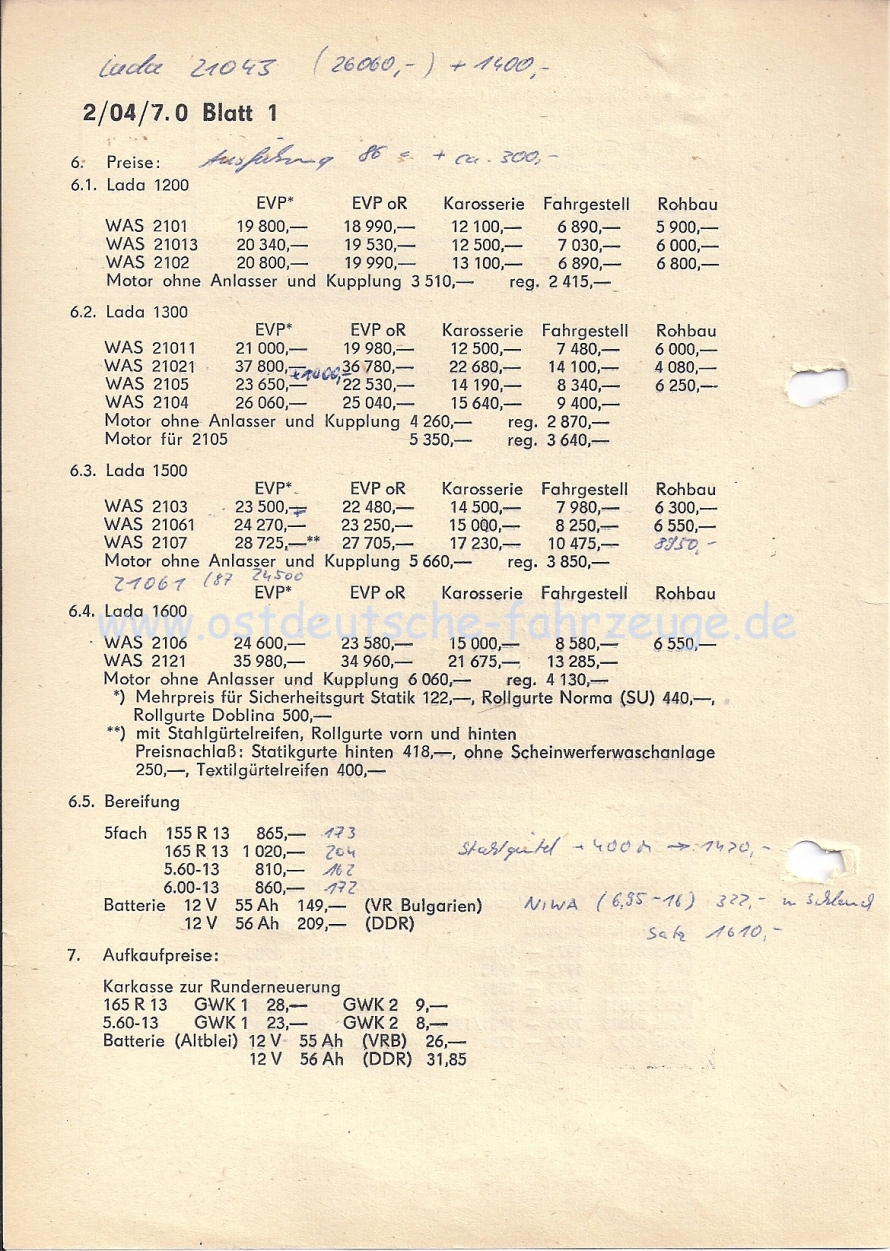 Lada 21043 (26060,-) + 1400,-
2/04/7.0 Blatt 1
6. Preise: Ausführung 86 = + ca. 300,-
6.1. Lada 1200
EVP* EVP oR Karosserie Fahrgestell Rohbau
WAS 2101 19 800,— 18 990,— 12 100,— 6 890,— 5 900,—
WAS 21013 20 340,— 19 530,— 12 500,— 7 030,— 6 000,—
WAS 2102 20 800,— 19 990,— 13 100,— 6 890,— 6 800,—
Motor ohne Anlasser und Kupplung 3 510,— reg. 2 415,—
6.2. Lada 1300
EVP* EVP oR Karosserie Fahrgestell Rohbau
WAS 21011 21 000,— 19 980,— 12 500,— 7 480,— 6 000,—
WAS 21021 37 800,— 36 780,— 22 680,— 14 100,— 4 080,—
+1400,-
WAS 2105 23 650,— 22 530,— 14 190,— 8 340,— 6 250,—
WAS 2104 26 060,— 25 040,— 15 640,— 9 400,—
Motor ohne Anlasser und Kupplung 4 260,— reg. 2 870,—
Motor für 2105 5 350,— reg. 3 640,—
6.3. Lada 1500
EVP* EVP oR Karosserie Fahrgestell Rohbau
WAS 2103 23 500,— 22 480,— 14 500,— 7 980,— 6 300,—
WAS 21061 24 270,— 23 250,— 15 000,— 8 250,— 6 550,—
WAS 2107 28 725,—** 27 705,— 17 230,— 10 475,— 8950,-
Motor ohne Anlasser und Kupplung 5 660,— reg. 3 850,—
21061 (87 24500
EVP* EVP oR Karosserie Fahrgestell Rohbau
6.4. Lada 1600
www.ostdeutsche-fahrzeuge.de
WAS 2106 24 600,— 23 580,— 15 000,— 8 580,— 6 550,—
WAS 2121 35 980,— 34 960,— 21 675,— 13 285,—
Motor ohne Anlasser und Kupplung 6 060,— reg. 4 130,—
*) Mehrpreis für Sicherheitsgurt Statik 122,—, Rollgurte Norma (SU) 440,—,
Rollgurte Doblina 500,—
**) mit Stahlgürtelreifen, Rollgurte vorn und hinten
Preisnachlaß: Statikgurte hinten 418,—, ohne Scheinwerferwaschanlage
250,—, Textilgürtelreifen 400,—
6.5. Bereifung
5fach 155 R 13 865,— 173
165 R 13 1 020,— 204 Stahlgürtel + 400 M → 1420,-
5.60-13 810,— 162
6.00-13 860,— 172
Batterie 12 V 55 Ah 149,— (VR Bulgarien) NIWA (6,95-16) 322,- m Schlauch
12 V 56 Ah 209,— (DDR) Satz 1610,-
7. Aufkaufpreise:
Karkasse zur Runderneuerung
165 R 13 GWK 1 28,— GWK 2 9,—
5.60-13 GWK 1 23,— GWK 2 8,—
Batterie (Altblei) 12 V 55 Ah (VRB) 26,—
12 V 56 Ah (DDR) 31,85